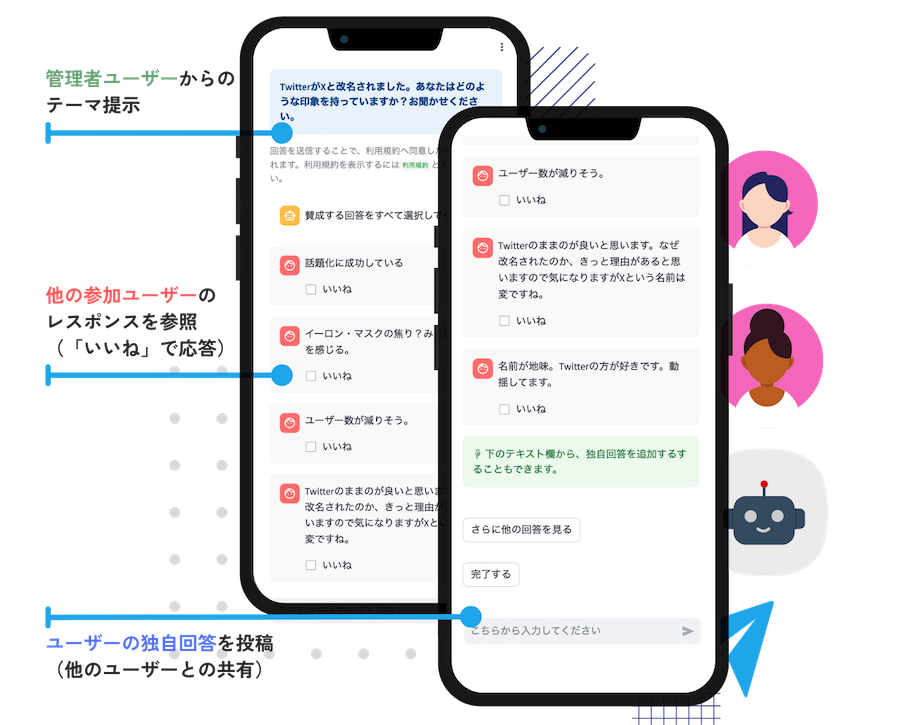 管理者ユーザーからの
テーマ提示
他の参加ユーザーの
レスポンスを参照
（「いいね」で応答）
ユーザーの独自回答を投稿
（他のユーザーとの共有）
TwitterがXと改名されました。あなたはどのよ
うな印象を持っていますか？お聞かせくださ
い。
回答を送信することで、利用規約へ同意した
れます。利用規約を表示するには 利用規約 と
い。
賛成する回答をすべて選択して
話題化に成功している
いいね
イーロン・マスクの焦り？み
を感じる。
いいね
ユーザー数が減りそう。
いいね
Twitterのままのが良いと思いま
改名されたのか、きっと理由が
いますので気になりますがXとい
変ですね。
いいね
ユーザー数が減りそう。
いいね
Twitterのままのが良いと思います。なぜ
改名されたのか、きっと理由があると思
いますので気になりますがXという名前は
変ですね。
いいね
名前が地味。Twitterの方が好きです。動
揺してます。
いいね
下のテキスト欄から、独自回答を追加するす
ることもできます。
さらに他の回答を見る
完了する
こちらから入力してください